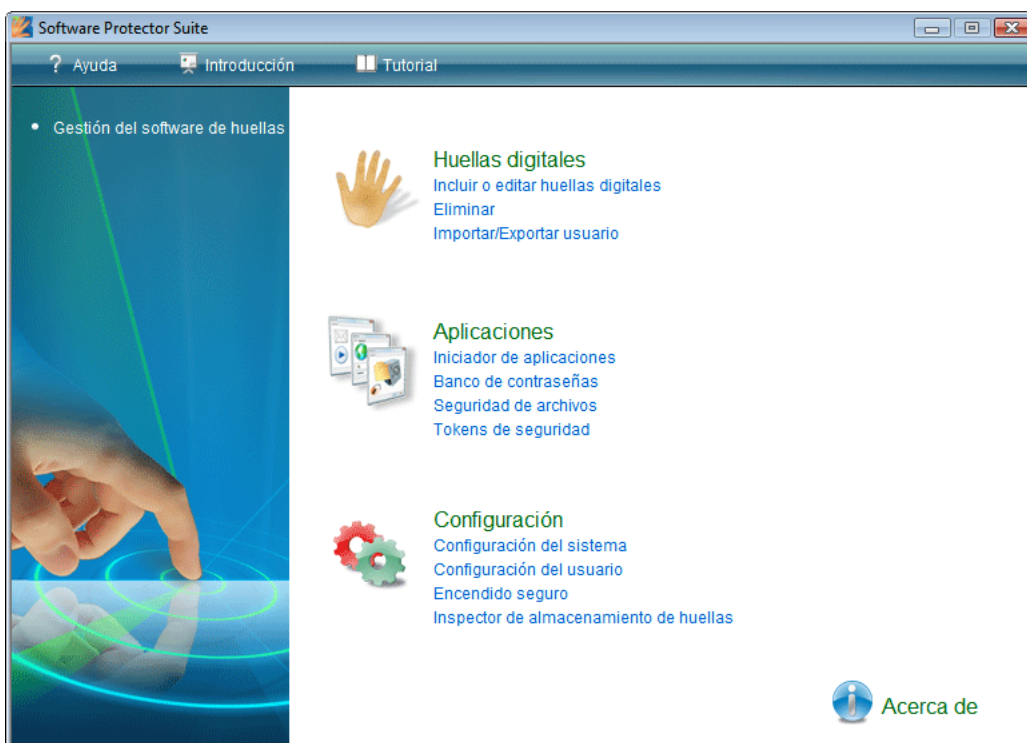 Software Protector Suite
? Ayuda
Introducción
Tutorial
Gestión del software de huellas
Huellas digitales
Incluir o editar huellas digitales
Eliminar
Importar/Exportar usuario
Aplicaciones
Iniciador de aplicaciones
Banco de contraseñas
Seguridad de archivos
Tokens de seguridad
Configuración
Configuración del sistema
Configuración del usuario
Encendido seguro
Inspector de almacenamiento de huellas
Acerca de